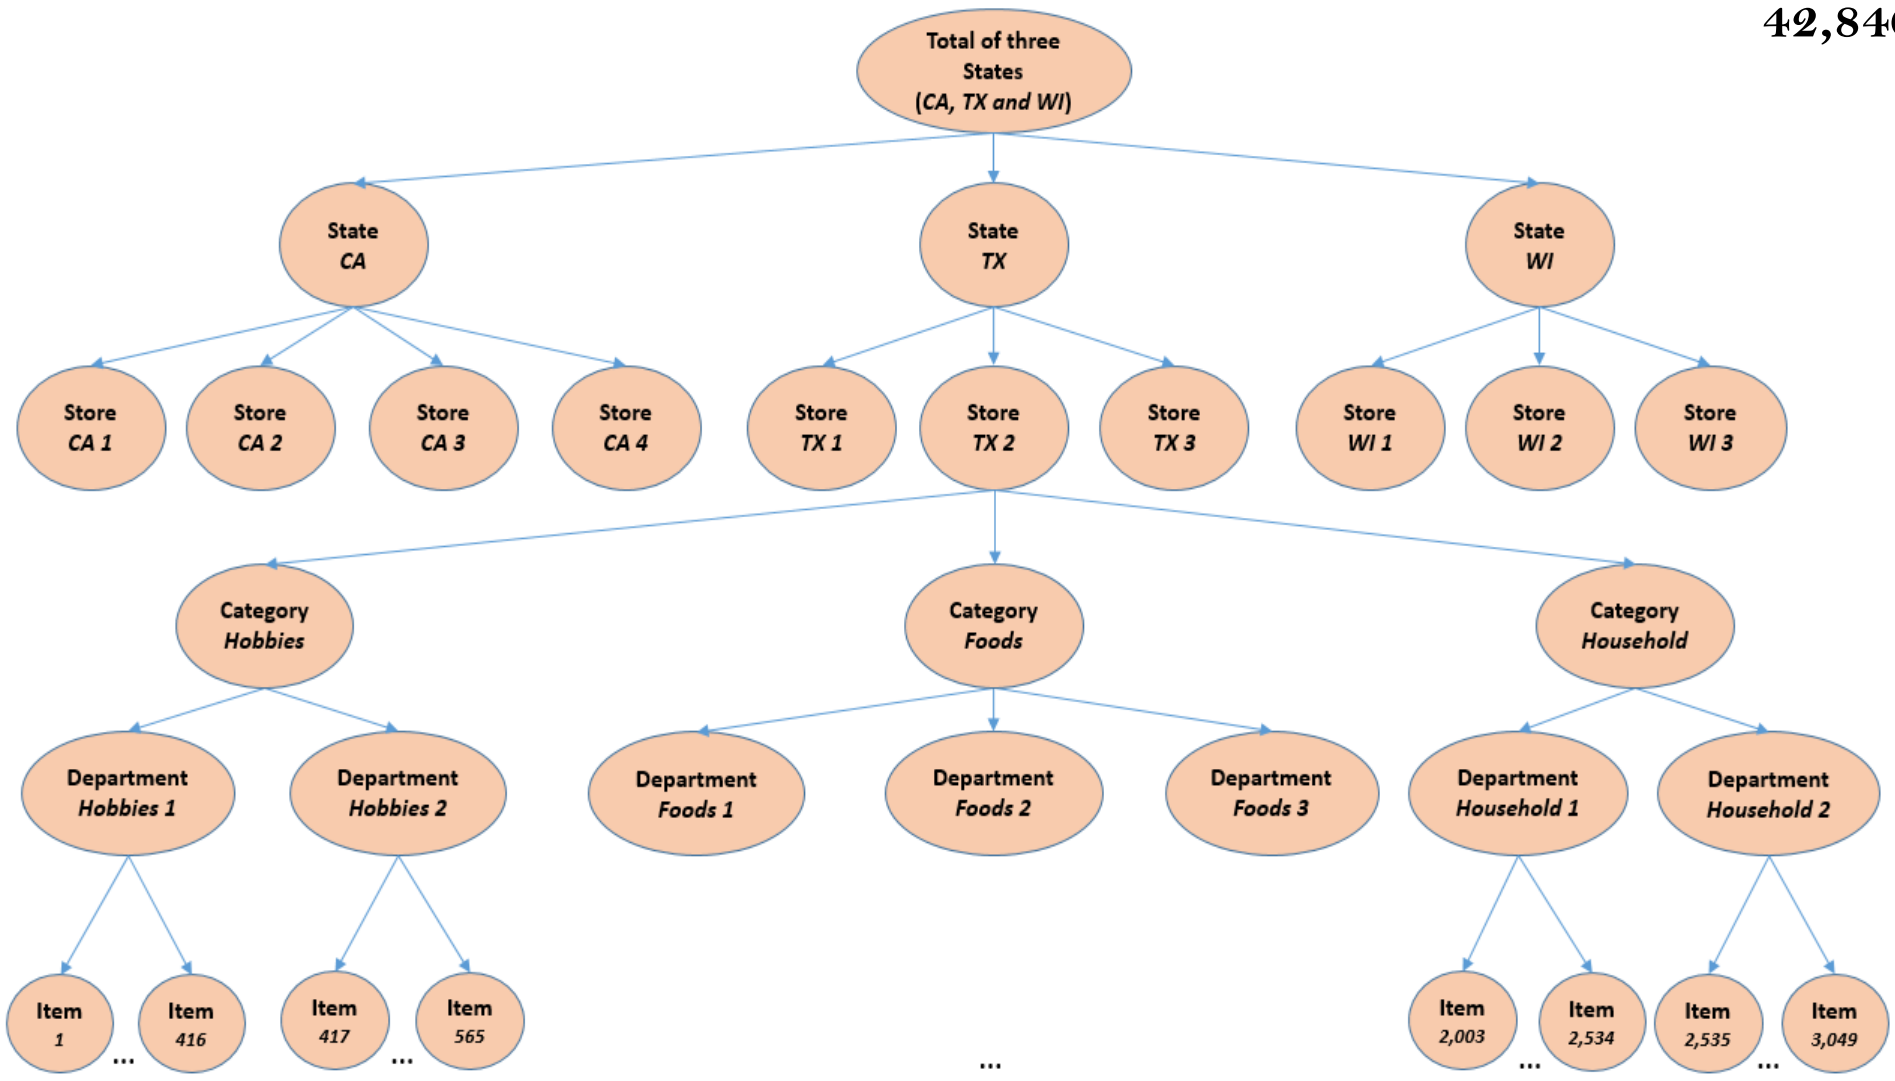 42,84
Total of three
States
(CA, TX and WI)
State
CA
State
TX
State
WI
Store
CA 1
Store
CA 2
Store
CA 3
Store
CA 4
Store
TX 1
Store
TX 2
Store
TX 3
Store
WI 1
Store
WI 2
Store
WI 3
Category
Hobbies
Category
Foods
Category
Household
Department
Hobbies 1
Department
Hobbies 2
Department
Foods 1
Department
Foods 2
Department
Foods 3
Department
Household 1
Department
Household 2
Item
1
...
Item
416
Item
417
...
Item
565
...
Item
2,003
...
Item
2,534
Item
2,535
...
Item
3,049